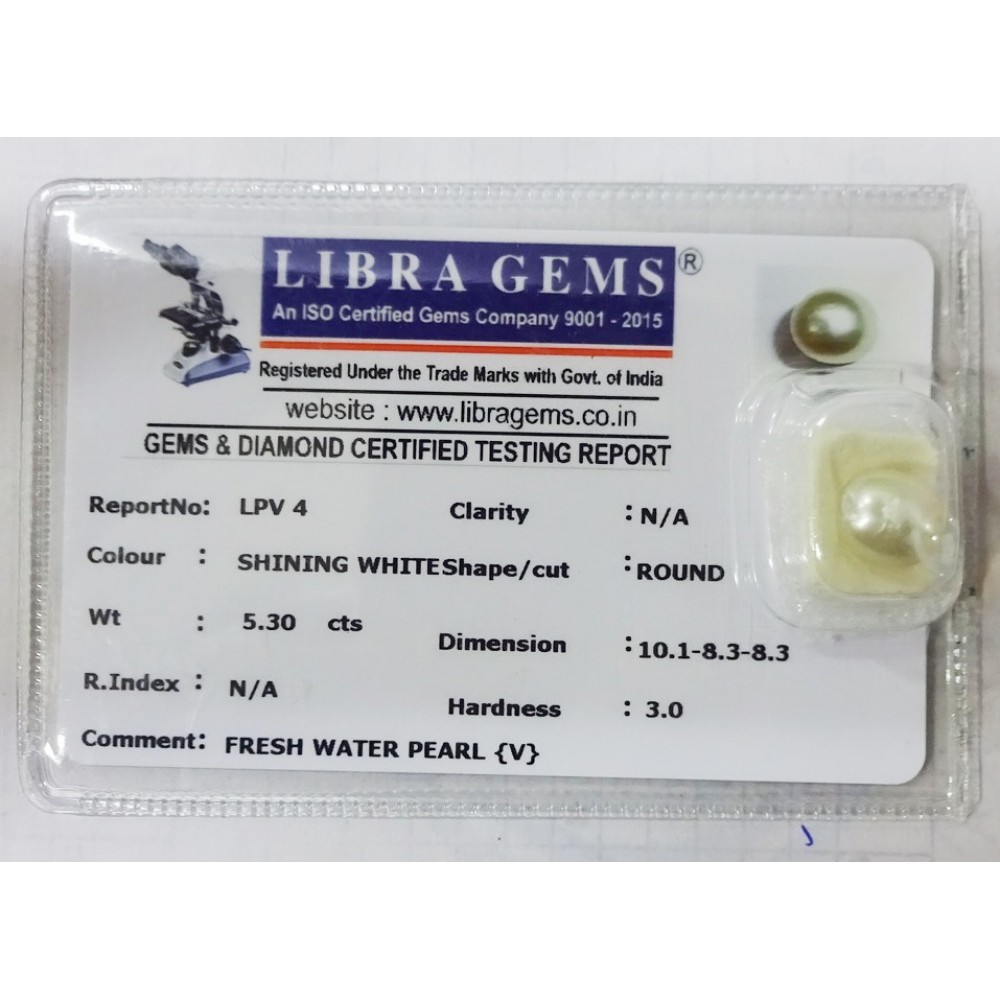 LIBRA GEMS ®
An ISO Certified Gems Company 9001 - 2015
Registered Under the Trade Marks with Govt. of India
website : www.libragems.co.in
GEMS & DIAMOND CERTIFIED TESTING REPORT
ReportNo: LPV 4 Clarity : N/A
Colour : SHINING WHITE Shape/cut : ROUND
Wt : 5.30 cts Dimension : 10.1-8.3-8.3
R.Index : N/A Hardness : 3.0
Comment: FRESH WATER PEARL {V}